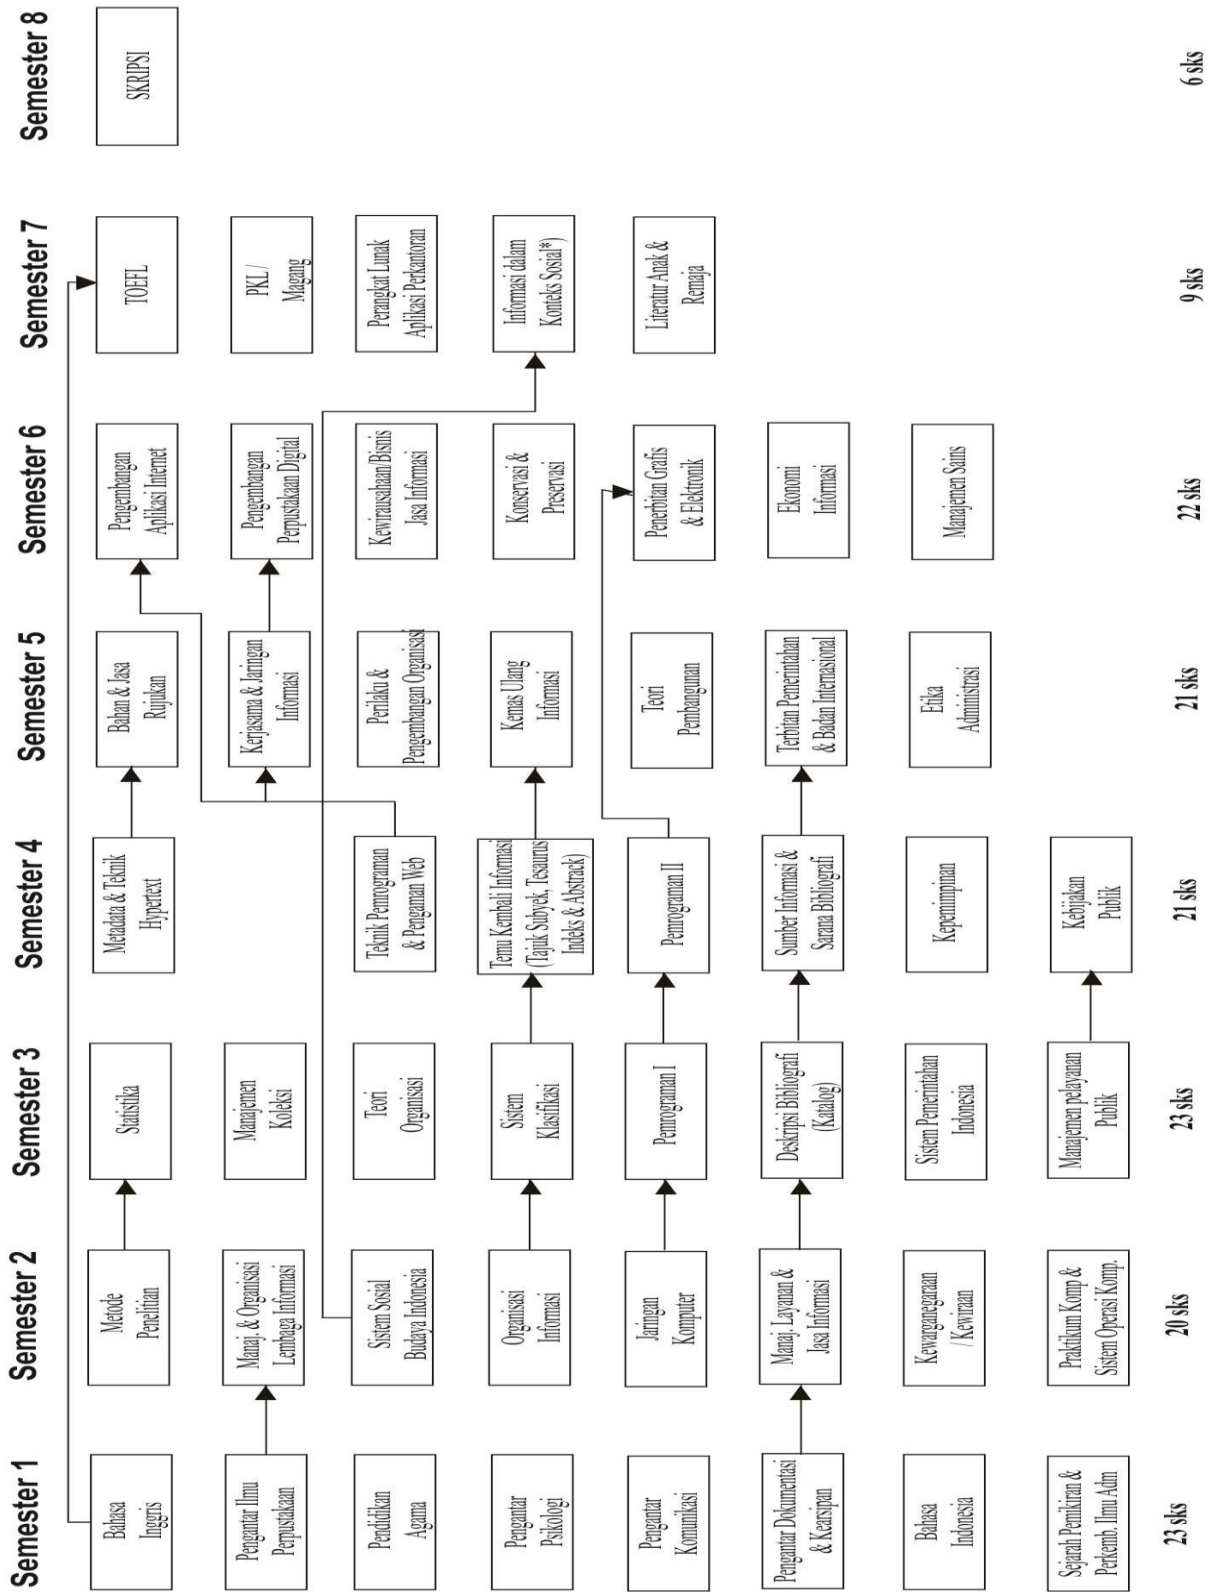 Semester 1
Semester 2
Semester 3
Semester 4
Semester 5
Semester 6
Semester 7
Semester 8
Bahasa
Inggris
Metode
Penelitian
Statistika
Metadata & Teknik
Hypertext
Bahan & Jasa
Rujukan
Pengembangan
Aplikasi Internet
TOEFL
SKRIPSI
Pengantar Ilmu
Perpustakaan
Manaj. & Organisasi
Lembaga Informasi
Manajemen
Koleksi
Kerjasama & Jaringan
Informasi
Pengembangan
Perpustakaan Digital
PKL /
Magang
Pendidikan
Agama
Sistem Sosial
Budaya Indonesia
Teori
Organisasi
Teknik Pemrograman
& Pengaman Web
Perilaku &
Pengembangan Organisasi
Kewirausahaan/Bisnis
Jasa Informasi
Perangkat Lunak
Aplikasi Perkantoran
Pengantar
Psikologi
Organisasi
Informasi
Sistem
Klasifikasi
Temu Kembali Informasi
(Tajuk Subyek, Tesaurus
Indeks & Abstrack)
Kemas Ulang
Informasi
Konservasi &
Preservasi
Informasi dalam
Konteks Sosial*)
Pengantar
Komunikasi
Jaringan
Komputer
Pemrograman I
Pemrograman II
Teori
Pembangunan
Penerbitan Grafis
& Elektronik
Literatur Anak &
Remaja
Pengantar Dokumentasi
& Kearsipan
Manaj. Layanan &
Jasa Informasi
Deskripsi Bibliografi
(Katalog)
Sumber Informasi &
Sarana Bibliografi
Terbitan Pemerintahan
& Badan Internasional
Ekonomi
Informasi
Bahasa
Indonesia
Kewarganegaraan
/ Kewiraan
Sistem Pemerintahan
Indonesia
Kepemimpinan
Etika
Administrasi
Manajemen Sains
Sejarah Pemikiran &
Perkemb. Ilmu Adm
Praktikum Komp &
Sistem Operasi Komp.
Manajemen pelayanan
Publik
Kebijakan
Publik
23 sks
20 sks
23 sks
21 sks
21 sks
22 sks
9 sks
6 sks